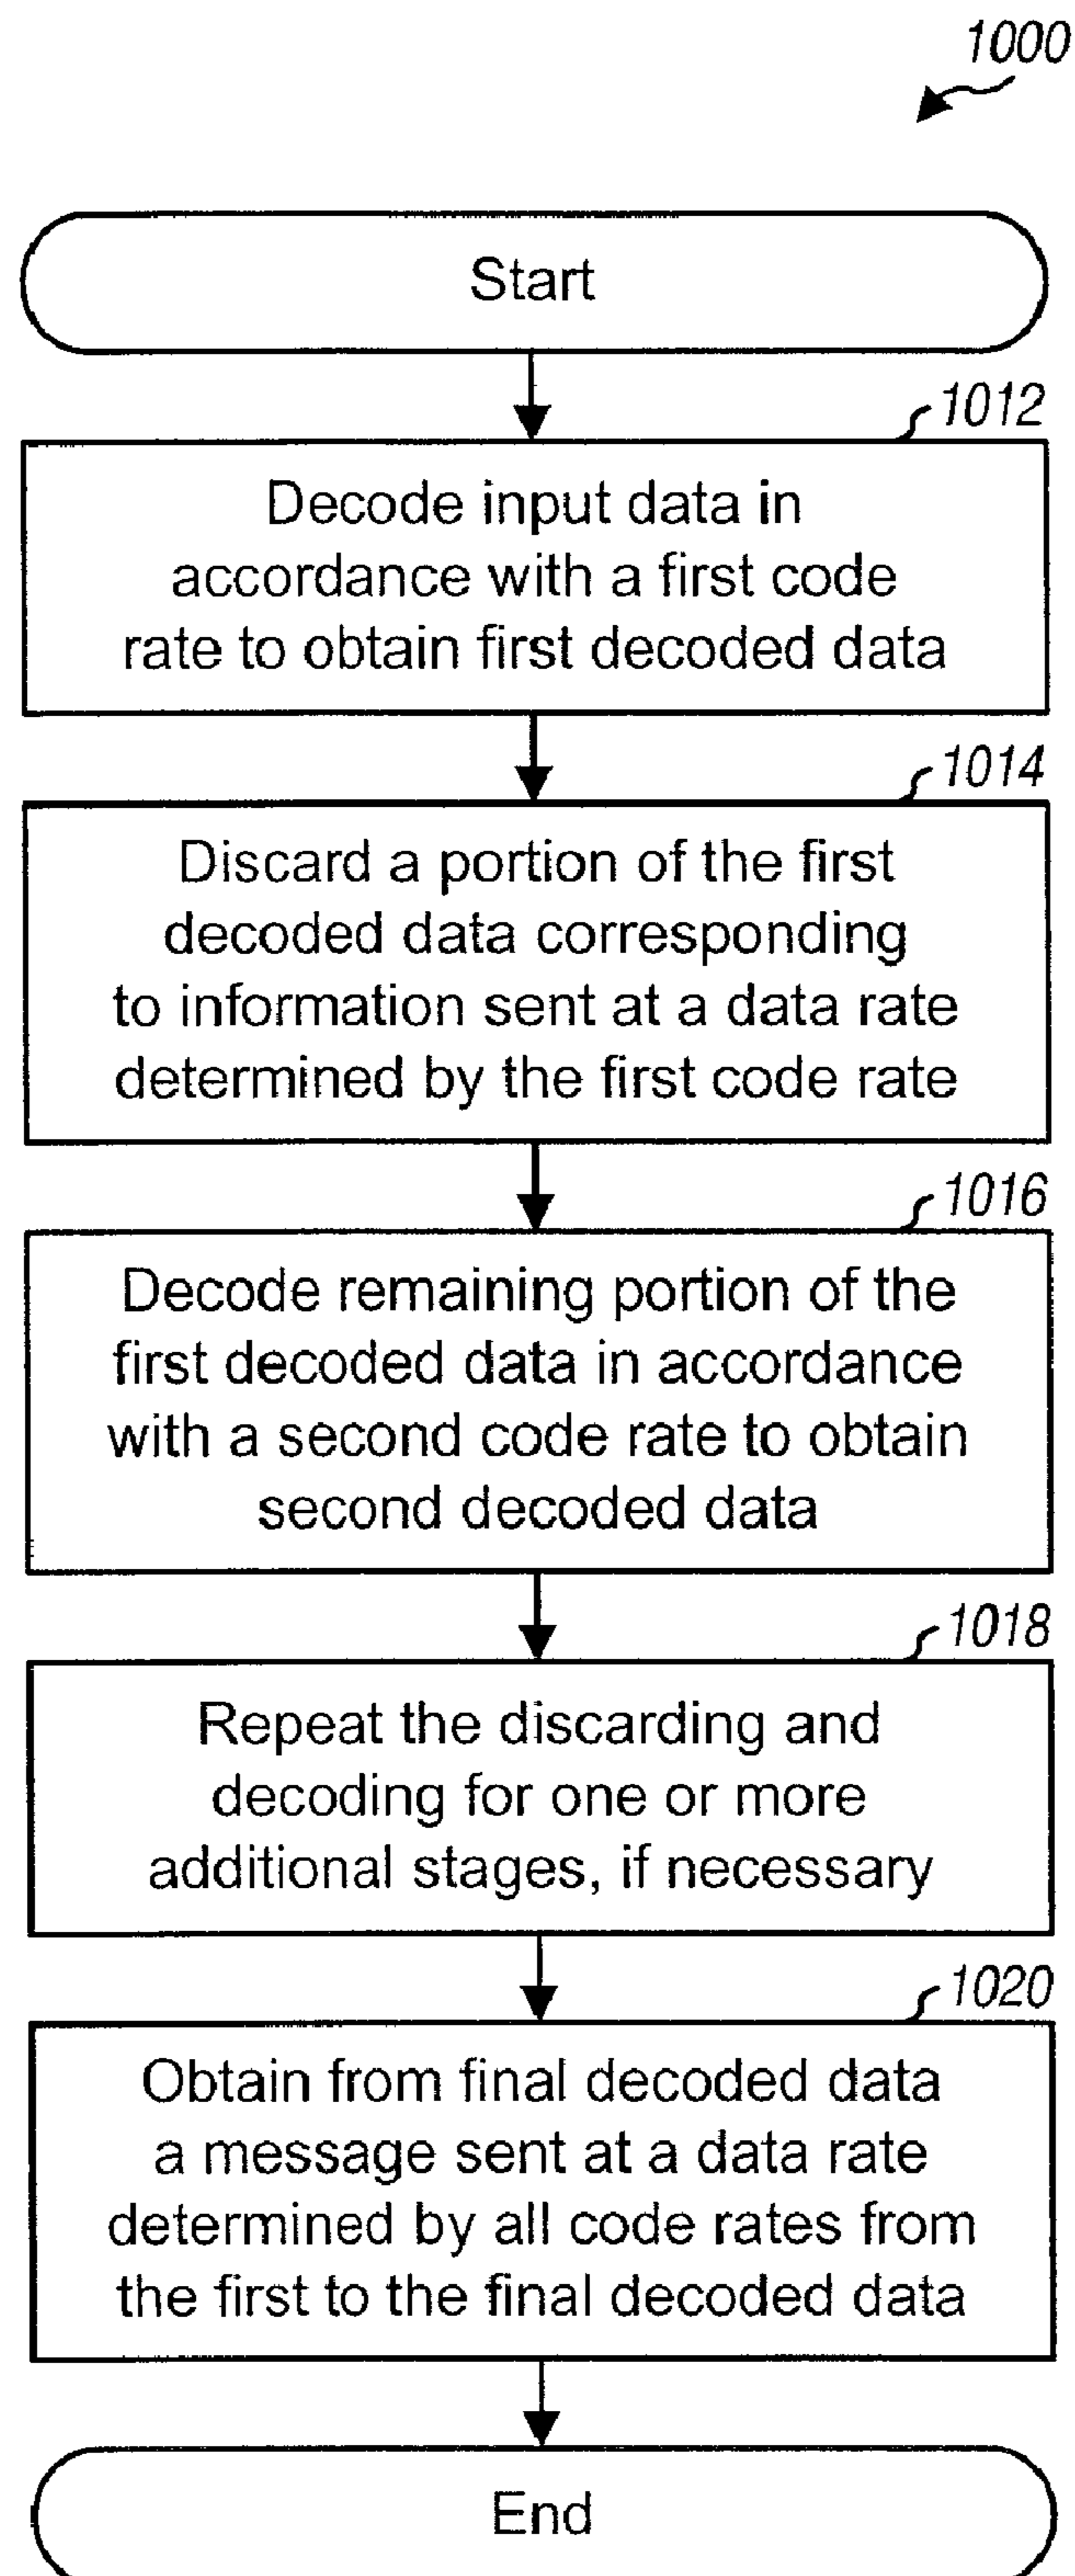 1000
Start
1012
Decode input data in
accordance with a first code
rate to obtain first decoded data
1014
Discard a portion of the first
decoded data corresponding
to information sent at a data rate
determined by the first code rate
1016
Decode remaining portion of the
first decoded data in accordance
with a second code rate to obtain
second decoded data
1018
Repeat the discarding and
decoding for one or more
additional stages, if necessary
1020
Obtain from final decoded data
a message sent at a data rate
determined by all code rates from
the first to the final decoded data
End